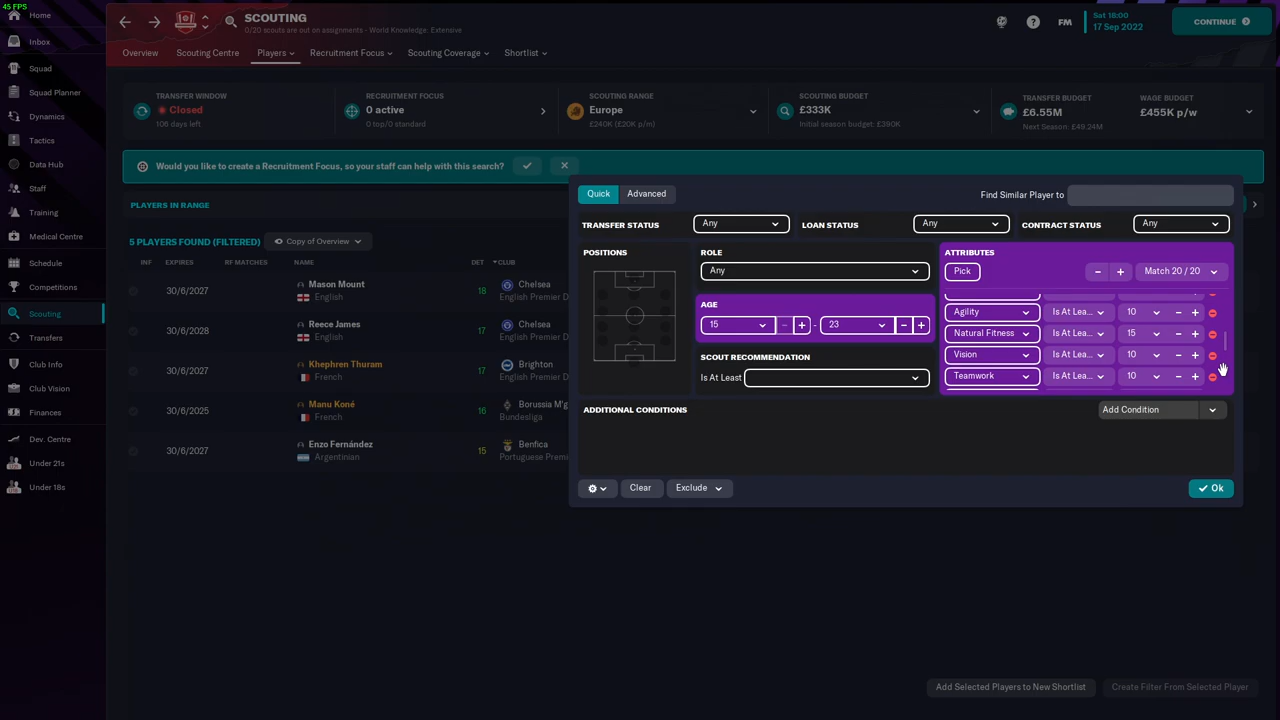 45 FPS
Home
SCOUTING
0/20 scouts are out on assignments - World Knowledge: Extensive
FM
Sat 16:00
17 Sep 2022
CONTINUE
Inbox
Overview
Scouting Centre
Players
Recruitment Focus
Scouting Coverage
Shortlist
Squad
Squad Planner
Dynamics
Tactics
Data Hub
Staff
Training
Medical Centre
Schedule
Competitions
Scouting
Transfers
Club Info
Club Vision
Finances
Dev. Centre
Under 21s
Under 18s
TRANSFER WINDOW
Closed
106 days left
RECRUITMENT FOCUS
0 active
0 top/0 standard
SCOUTING RANGE
Europe
£240K (£20K p/m)
SCOUTING BUDGET
£333K
Initial season budget: £390K
TRANSFER BUDGET
£6.55M
Next Season: £49.24M
WAGE BUDGET
£455K p/w
Would you like to create a Recruitment Focus, so your staff can help with this search?
PLAYERS IN RANGE
5 PLAYERS FOUND (FILTERED)
Copy of Overview
INF
EXPIRES
RF MATCHES
NAME
DET
CLUB
30/6/2027
Mason Mount
English
18
Chelsea
English Premier D
30/6/2028
Reece James
English
17
Chelsea
English Premier D
30/6/2027
Khephren Thuram
French
17
Brighton
English Premier D
30/6/2025
Manu Koné
French
16
Borussia M'g
Bundesliga
30/6/2027
Enzo Fernández
Argentinian
15
Benfica
Portuguese Premi
Quick
Advanced
Find Similar Player to
TRANSFER STATUS
Any
LOAN STATUS
Any
CONTRACT STATUS
Any
POSITIONS
ROLE
Any
AGE
15
-
23
SCOUT RECOMMENDATION
Is At Least
ATTRIBUTES
Pick
Match 20 / 20
Agility
Is At Lea...
10
Natural Fitness
Is At Lea...
15
Vision
Is At Lea...
10
Teamwork
Is At Lea...
10
ADDITIONAL CONDITIONS
Add Condition
Clear
Exclude
Ok
Add Selected Players to New Shortlist
Create Filter From Selected Player